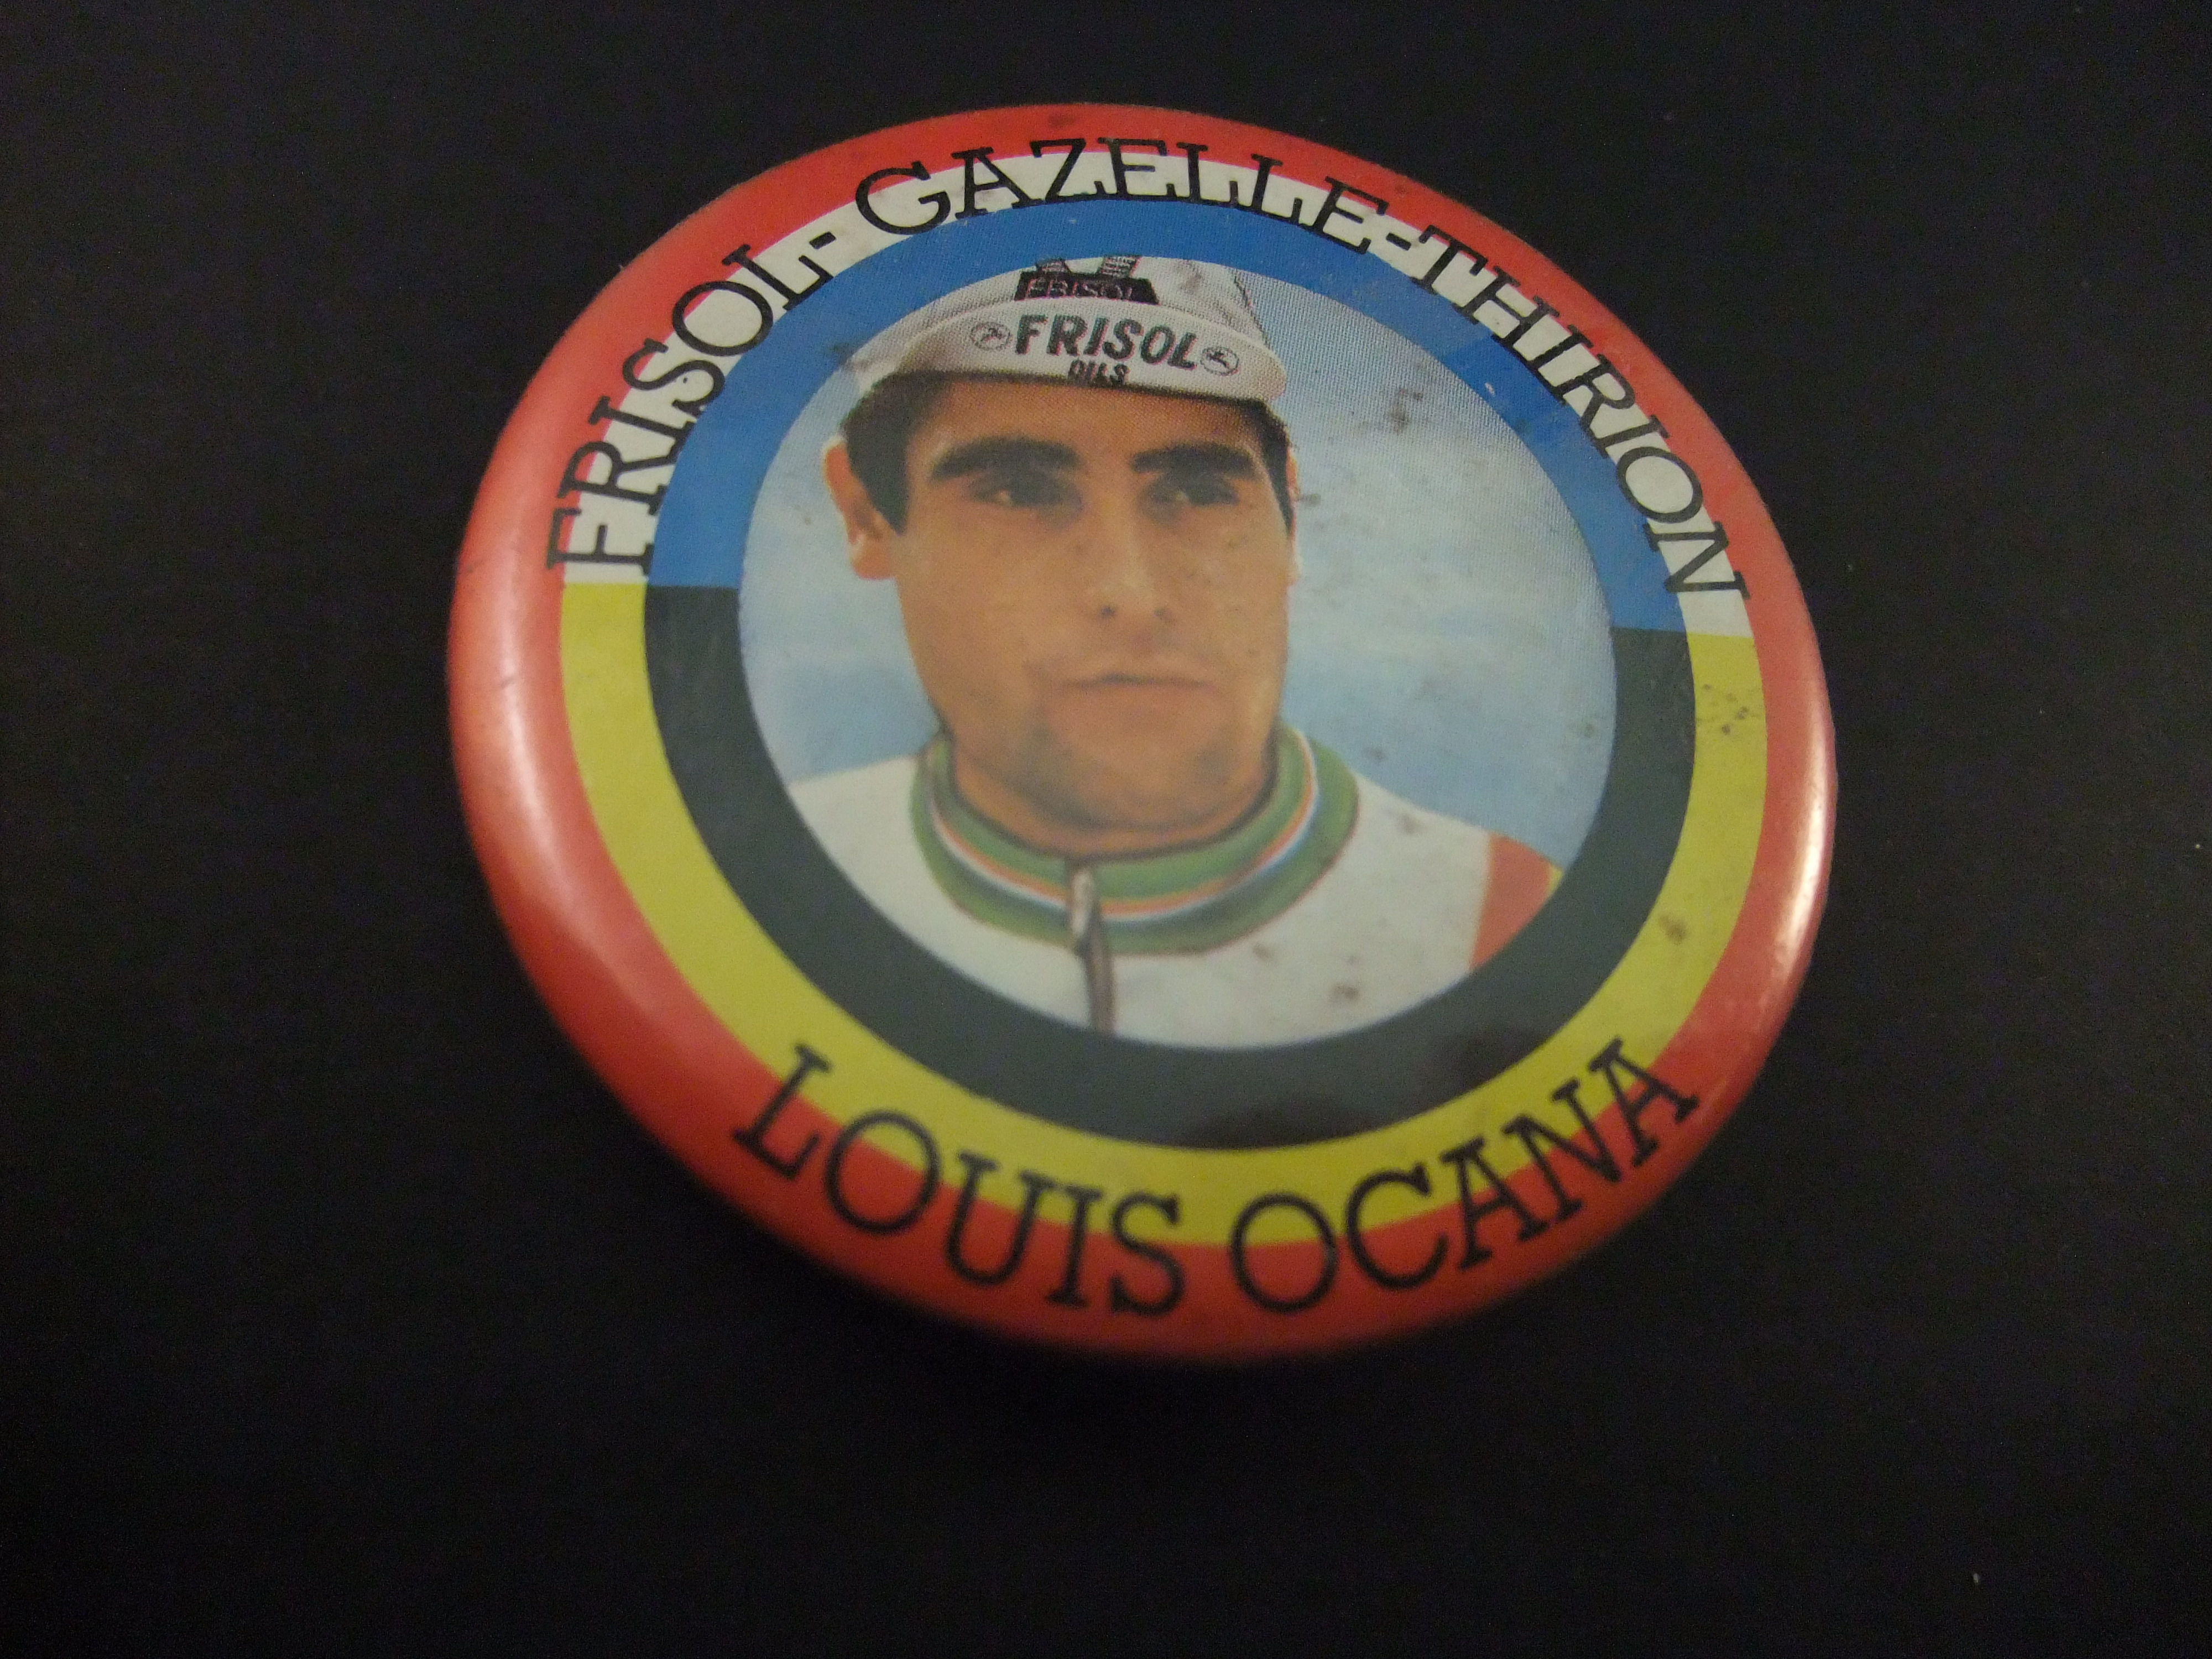 FRISOL - GAZELLE-THIRION
FRISOL
FRISOL
OILS
LOUIS OCANA